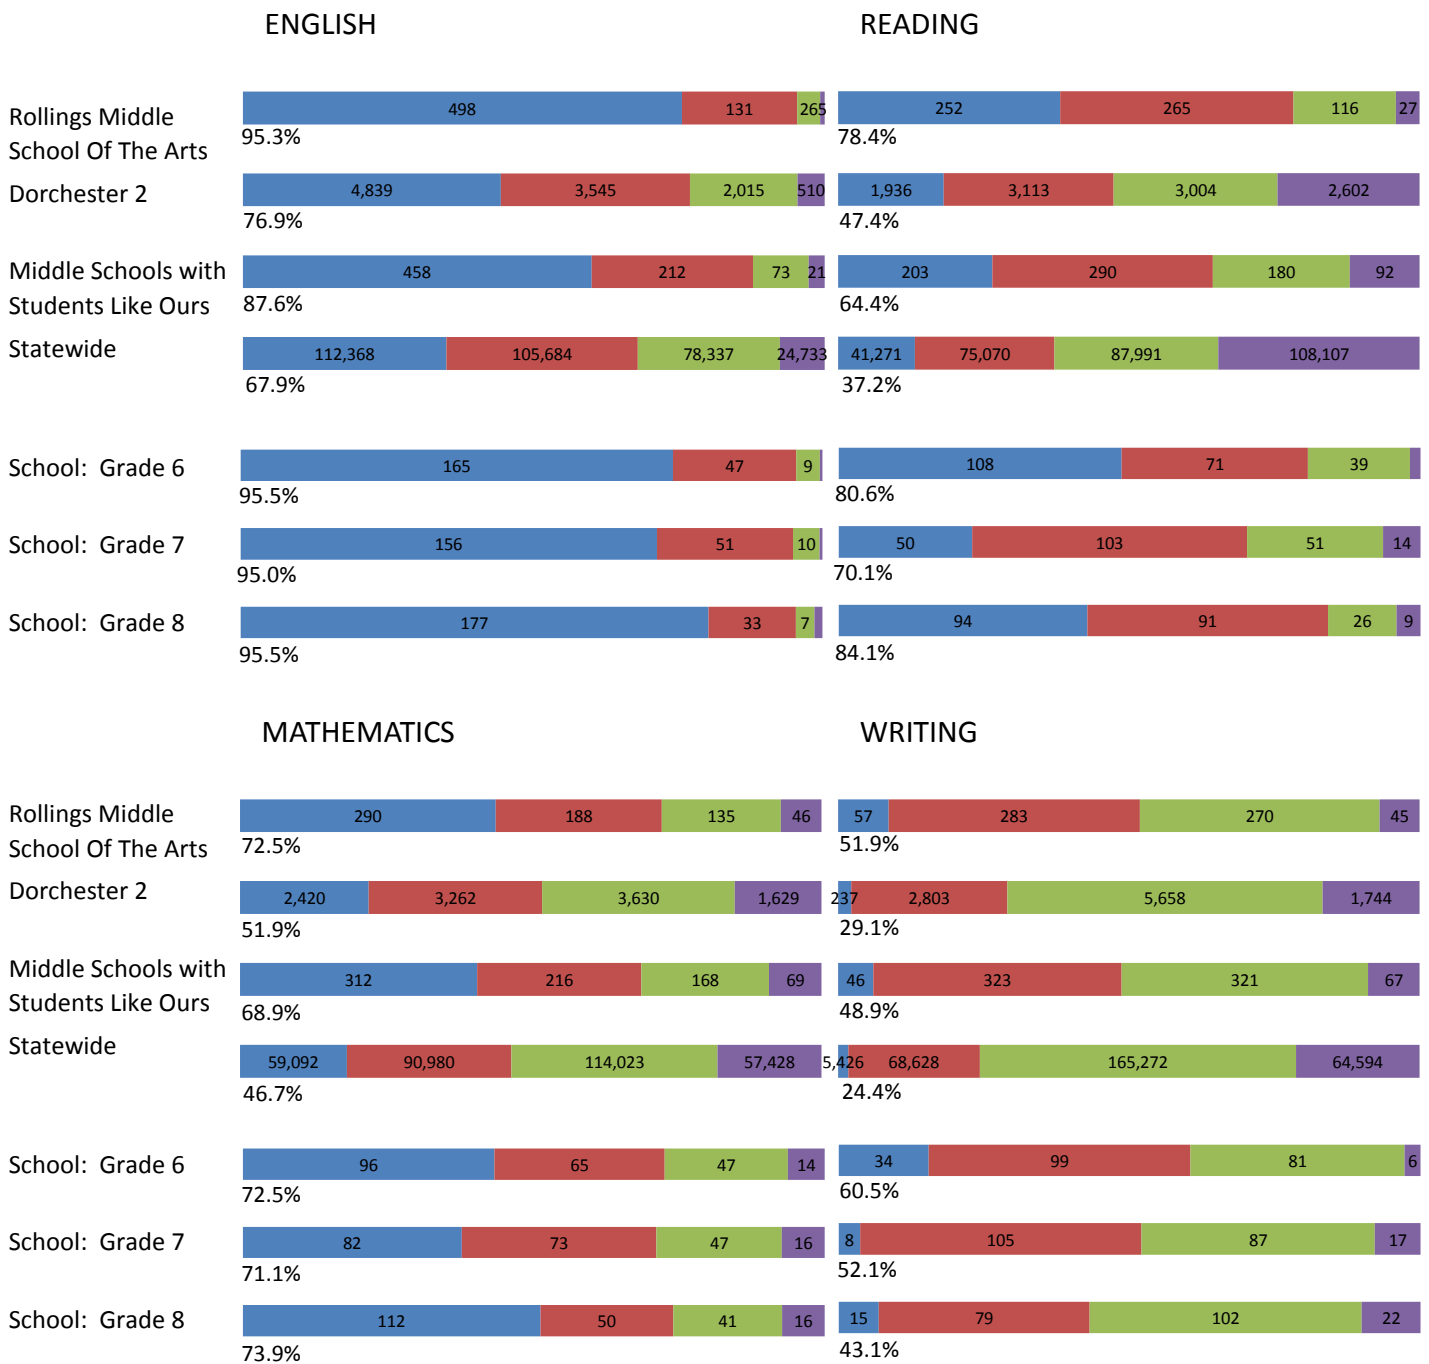 ENGLISH
READING
Rollings Middle
School Of The Arts
498 131 26 5
95.3%
252 265 116 27
78.4%
Dorchester 2
4,839 3,545 2,015 510
76.9%
1,936 3,113 3,004 2,602
47.4%
Middle Schools with
Students Like Ours
458 212 73 21
87.6%
203 290 180 92
64.4%
Statewide
112,368 105,684 78,337 24,733
67.9%
41,271 75,070 87,991 108,107
37.2%
School: Grade 6
165 47 9
95.5%
108 71 39
80.6%
School: Grade 7
156 51 10
95.0%
50 103 51 14
70.1%
School: Grade 8
177 33 7
95.5%
94 91 26 9
84.1%
MATHEMATICS
WRITING
Rollings Middle
School Of The Arts
290 188 135 46
72.5%
57 283 270 45
51.9%
Dorchester 2
2,420 3,262 3,630 1,629
51.9%
237 2,803 5,658 1,744
29.1%
Middle Schools with
Students Like Ours
312 216 168 69
68.9%
46 323 321 67
48.9%
Statewide
59,092 90,980 114,023 57,428
46.7%
5,426 68,628 165,272 64,594
24.4%
School: Grade 6
96 65 47 14
72.5%
34 99 81 6
60.5%
School: Grade 7
82 73 47 16
71.1%
8 105 87 17
52.1%
School: Grade 8
112 50 41 16
73.9%
15 79 102 22
43.1%